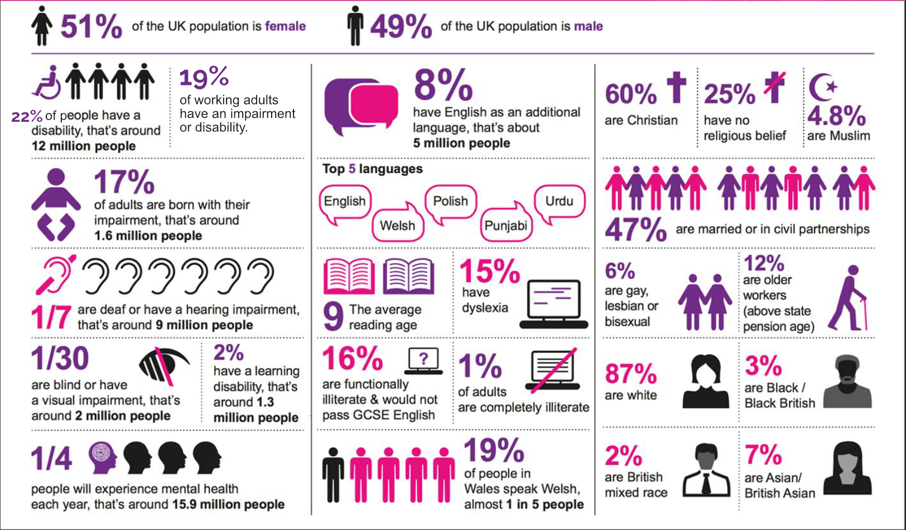 51% of the UK population is female
49% of the UK population is male
22% of people have a
disability, that's around
12 million people
19%
of working adults
have an impairment
or disability.
17%
of adults are born with their
impairment, that's around
1.6 million people
1/7 are deaf or have a hearing impairment,
that's around 9 million people
1/30
are blind or have
a visual impairment, that's
around 2 million people
2%
have a learning
disability, that's
around 1.3
million people
1/4
people will experience mental health
each year, that's around 15.9 million people
8%
have English as an additional
language, that's about
5 million people
Top 5 languages
English
Welsh
Polish
Punjabi
Urdu
9 The average
reading age
15%
have
dyslexia
16%
?
are functionally
illiterate & would not
pass GCSE English
1%
of adults
are completely illiterate
19%
of people in
Wales speak Welsh,
almost 1 in 5 people
60%
are Christian
25%
have no
religious belief
4.8%
are Muslim
47% are married or in civil partnerships
6%
are gay,
lesbian or
bisexual
12%
are older
workers
(above state
pension age)
87%
are white
3%
are Black /
Black British
2%
are British
mixed race
7%
are Asian/
British Asian